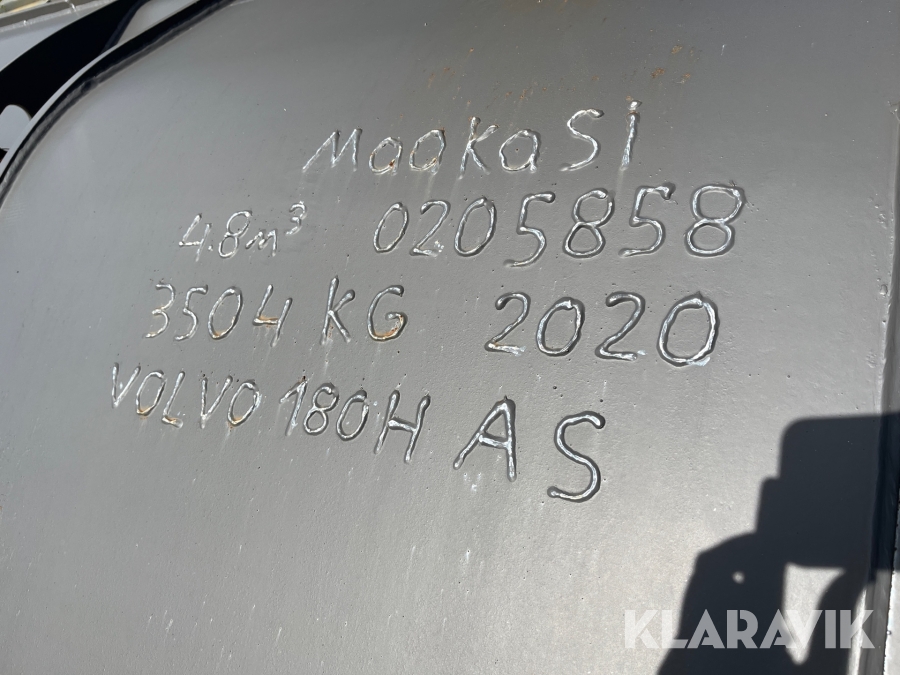 MaaKaSi
4.8m³ 0205858
3504 KG 2020
VOLVO 180H AS
KLARAVIK